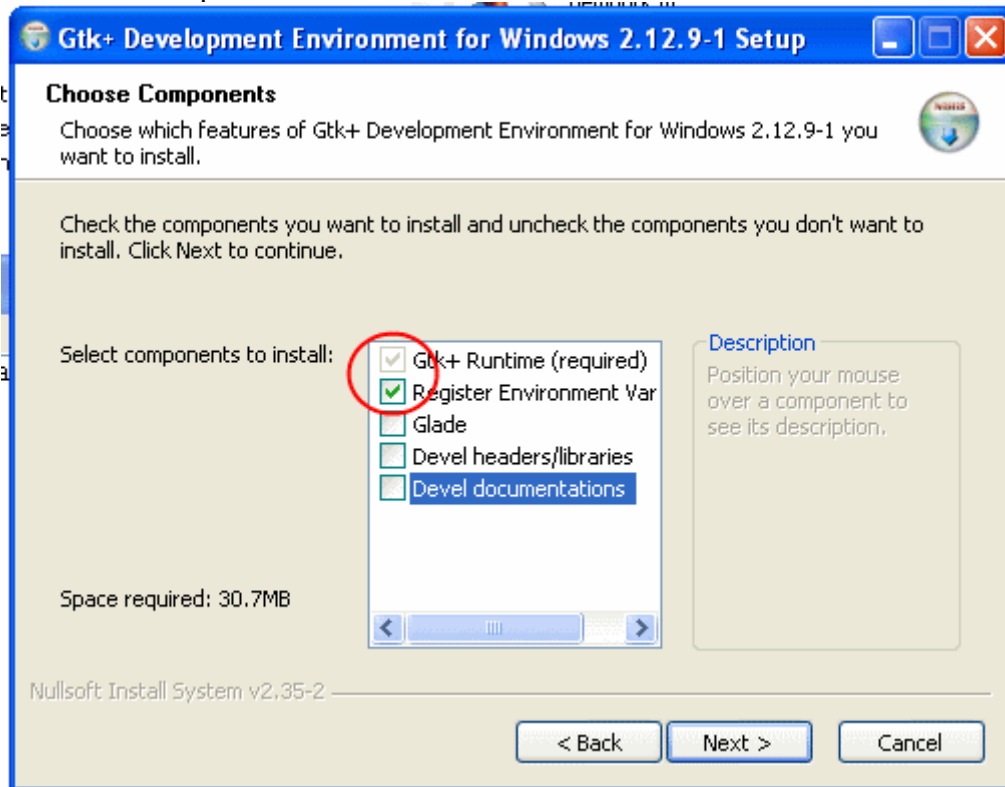 Gtk+ Development Environment for Windows 2.12.9-1 Setup
Choose Components
Choose which features of Gtk+ Development Environment for Windows 2.12.9-1 you
want to install.
Check the components you want to install and uncheck the components you don't want to
install. Click Next to continue.
Select components to install:
Gtk+ Runtime (required)
Register Environment Var
Glade
Devel headers/libraries
Devel documentations
Description
Position your mouse
over a component to
see its description.
Space required: 30.7MB
Nullsoft Install System v2.35-2
< Back
Next >
Cancel